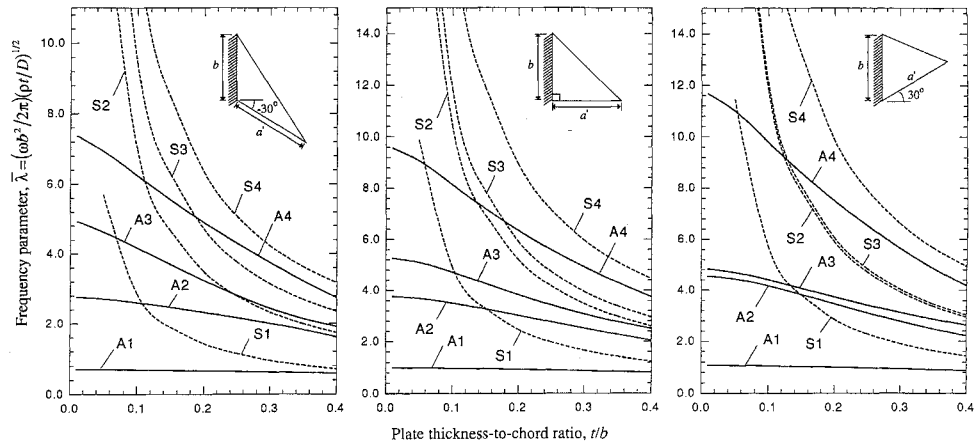 Frequency parameter, λ̄ = (ωb²/2π)(ρt/D)^1/2
10.0
8.0
6.0
4.0
2.0
0.0
0.0 0.1 0.2 0.3 0.4
b
-30°
a'
S2
S3
S4
A3
A4
A2
A1
S1
14.0
12.0
10.0
8.0
6.0
4.0
2.0
0.0
0.0 0.1 0.2 0.3 0.4
b
a'
S2
S3
S4
A4
A3
A2
A1
S1
14.0
12.0
10.0
8.0
6.0
4.0
2.0
0.0
0.0 0.1 0.2 0.3 0.4
b
a'
30°
S4
A4
S2
S3
A3
A2
A1
S1
Plate thickness-to-chord ratio, t/b